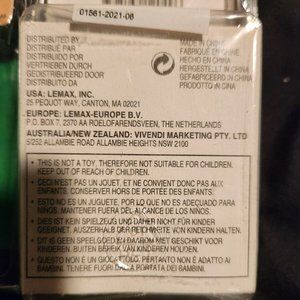 01561-2021-06
DISTRIBUTED BY
DISTRIBUÉ PAR
DISTRIBUIDO POR
VERTRIEBEN DURCH
GEDISTRIBUEERD DOOR
DISTRIBUITO DA
MADE IN CHINA
FABRIQUÉ EN CHINE
HECHO EN CHINA
HERGESTELLT IN CHINA
GEFABRICEERD IN CHINA
PRODOTTO IN CINA
USA: LEMAX, INC.
25 PEQUOT WAY, CANTON, MA 02021
EUROPE: LEMAX-EUROPE B.V.
P.O. BOX 7, 2370 AA ROELOFARENDSVEEN, THE NETHERLANDS
AUSTRALIA/NEW ZEALAND: VIVENDI MARKETING PTY. LTD
5/252 ALLAMBIE ROAD ALLAMBIE HEIGHTS NSW 2100
• THIS IS NOT A TOY. THEREFORE NOT SUITABLE FOR CHILDREN.
KEEP OUT OF REACH OF CHILDREN.
• CECI N'EST PAS UN JOUET, ET NE CONVIENT DONC PAS AUX
ENFANTS. CONSERVER HORS DE PORTÉE DES ENFANTS.
• ESTO NO ES UN JUGUETE, POR LO QUE NO ES ADECUADO PARA
NINOS. MANTENER FUERA DEL ALCANCE DE LOS NIÑOS.
• DIES IST KEIN SPIELZEUG UND DAHER NICHT FÜR KINDER
GEEIGNET. AUSSERHALB DER REICHWEITE VON KINDERN HALTEN.
• DIT IS GEEN SPEELGOED EN DAAROM NIET GESCHIKT VOOR
KINDEREN. BUITEN BEREIK VAN KINDEREN HOUDEN.
• QUESTO NON È UN GIOCATTOLO, PERTANTO NON È ADATTO AI
BAMBINI. TENERE FUORI DALLA PORTATA DEI BAMBINI.